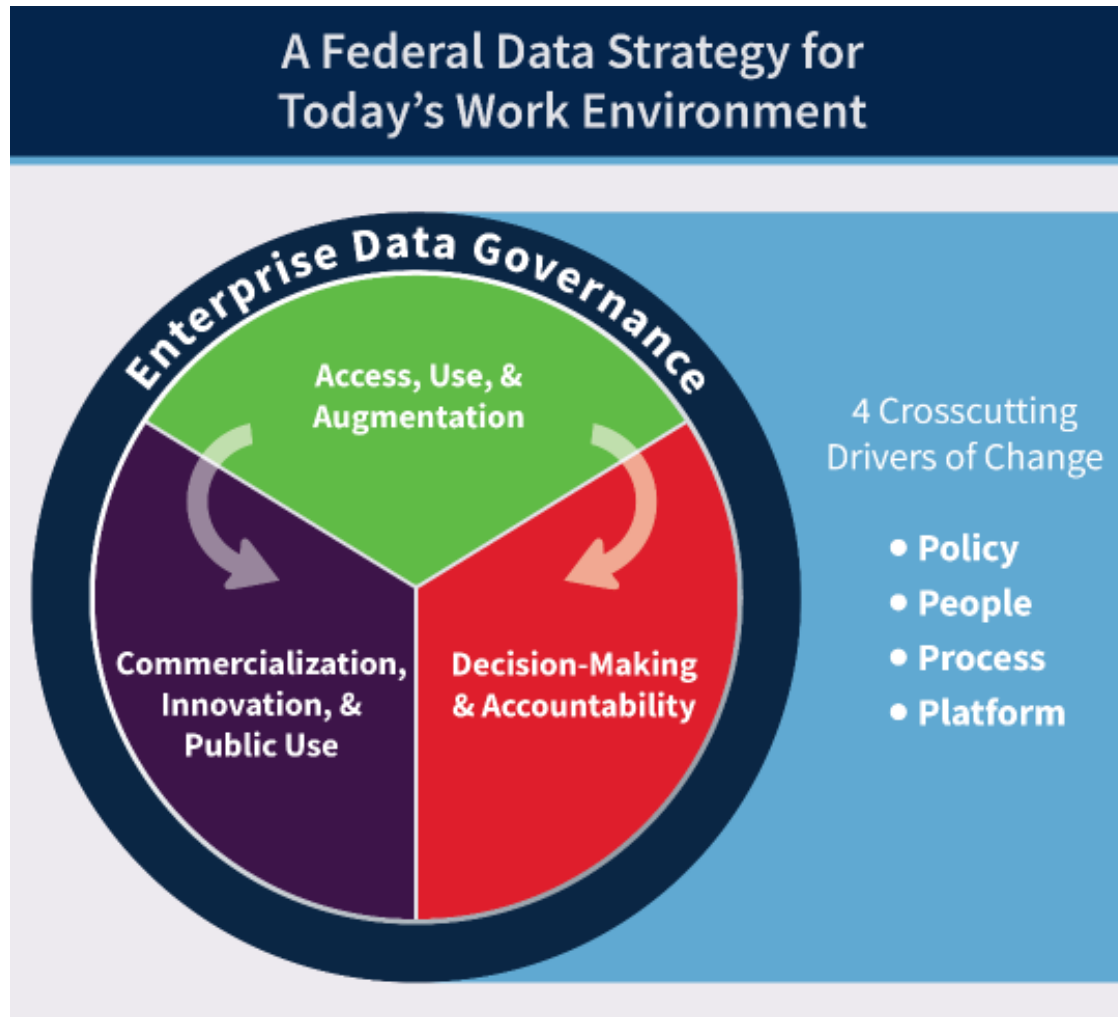 A Federal Data Strategy for
Today’s Work Environment
Enterprise Data Governance
Access, Use, &
Augmentation
Commercialization,
Innovation, &
Public Use
Decision-Making
& Accountability
4 Crosscutting
Drivers of Change
• Policy
• People
• Process
• Platform